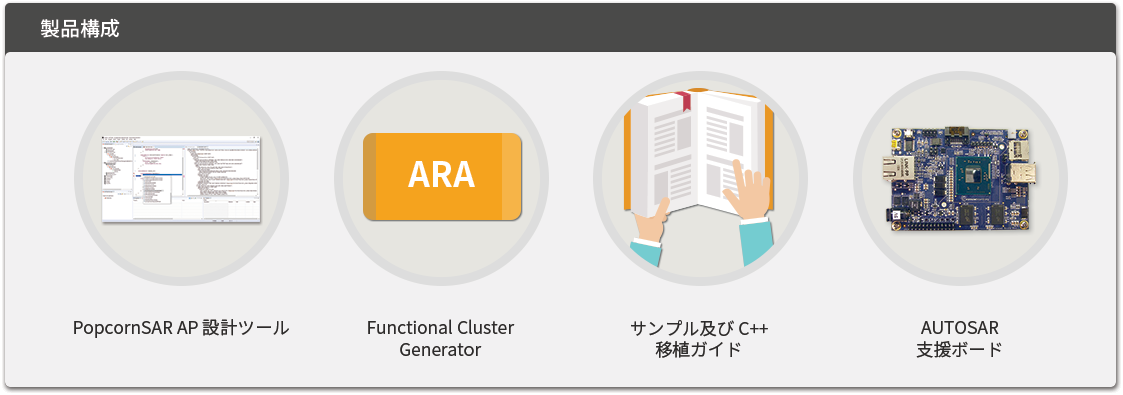 製品構成
ARA
PopcornSAR AP 設計ツール
Functional Cluster
Generator
サンプル及び C++
移植ガイド
AUTOSAR
支援ボード